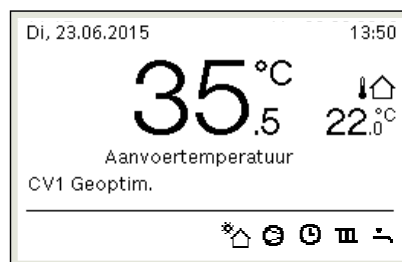 Di, 23.06.2015 13:50
35.5 °C
22.0 °C
Aanvoertemperatuur
CV1 Geoptim.